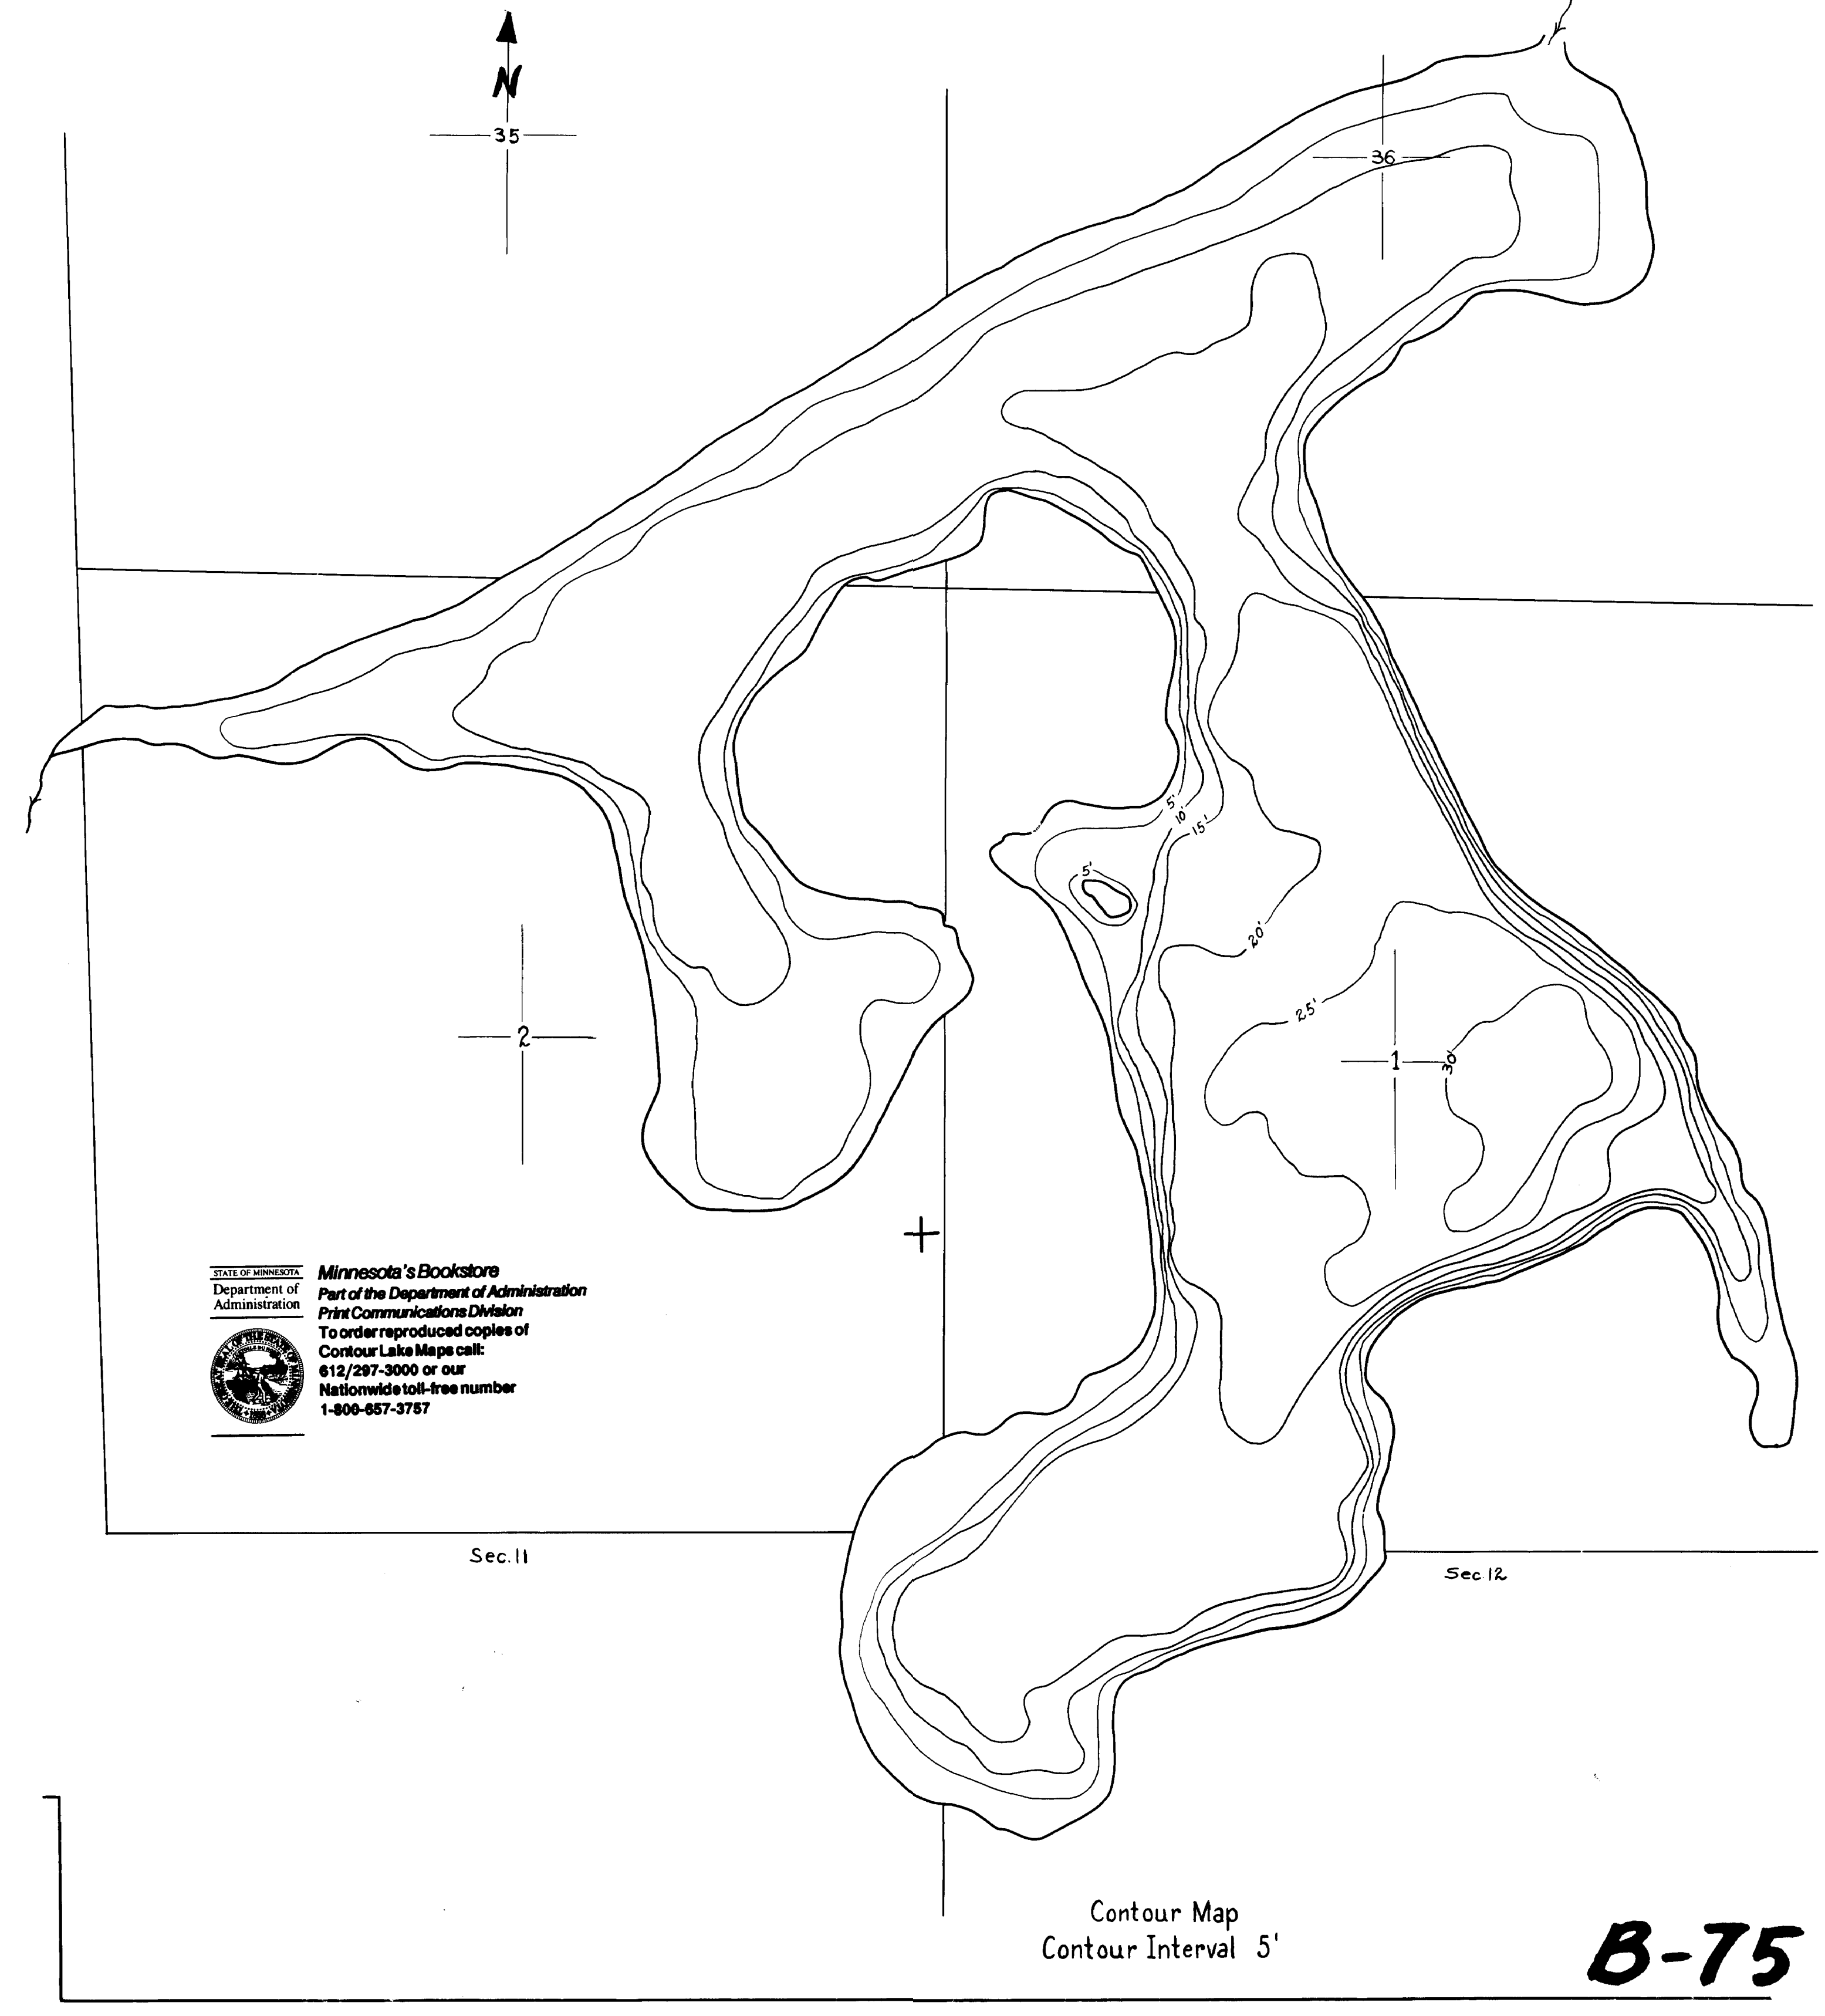 N
35
36
5'
10'
15'
5'
20'
25'
30'
2
1
STATE OF MINNESOTA
Department of
Administration
Minnesota's Bookstore
Part of the Department of Administration
Print Communications Division
To order reproduced copies of
Contour Lake Maps call:
612/297-3000 or our
Nationwide toll-free number
1-800-657-3757
Sec. 11
Sec. 12
Contour Map
Contour Interval 5'
B-75